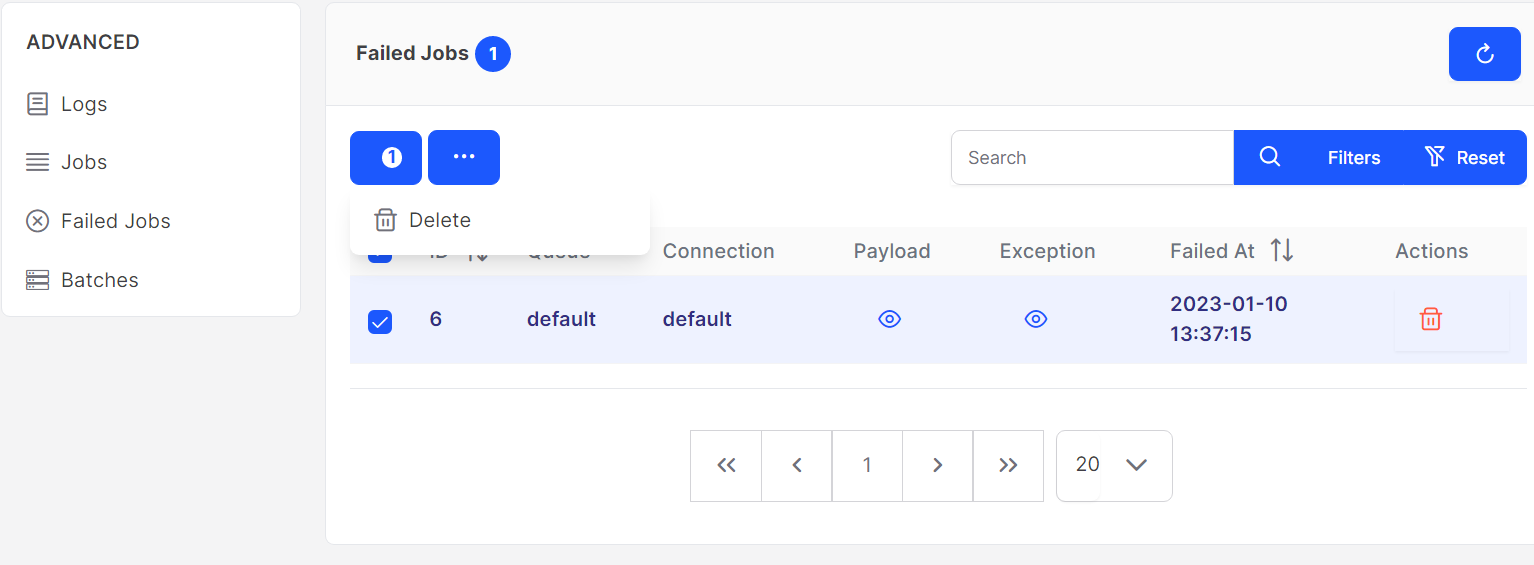 ADVANCED
Logs
Jobs
Failed Jobs
Batches
Failed Jobs 1
1
Search
Filters
Reset
Delete
ID Queue Connection Payload Exception Failed At Actions
6 default default 2023-01-10
13:37:15
1
20